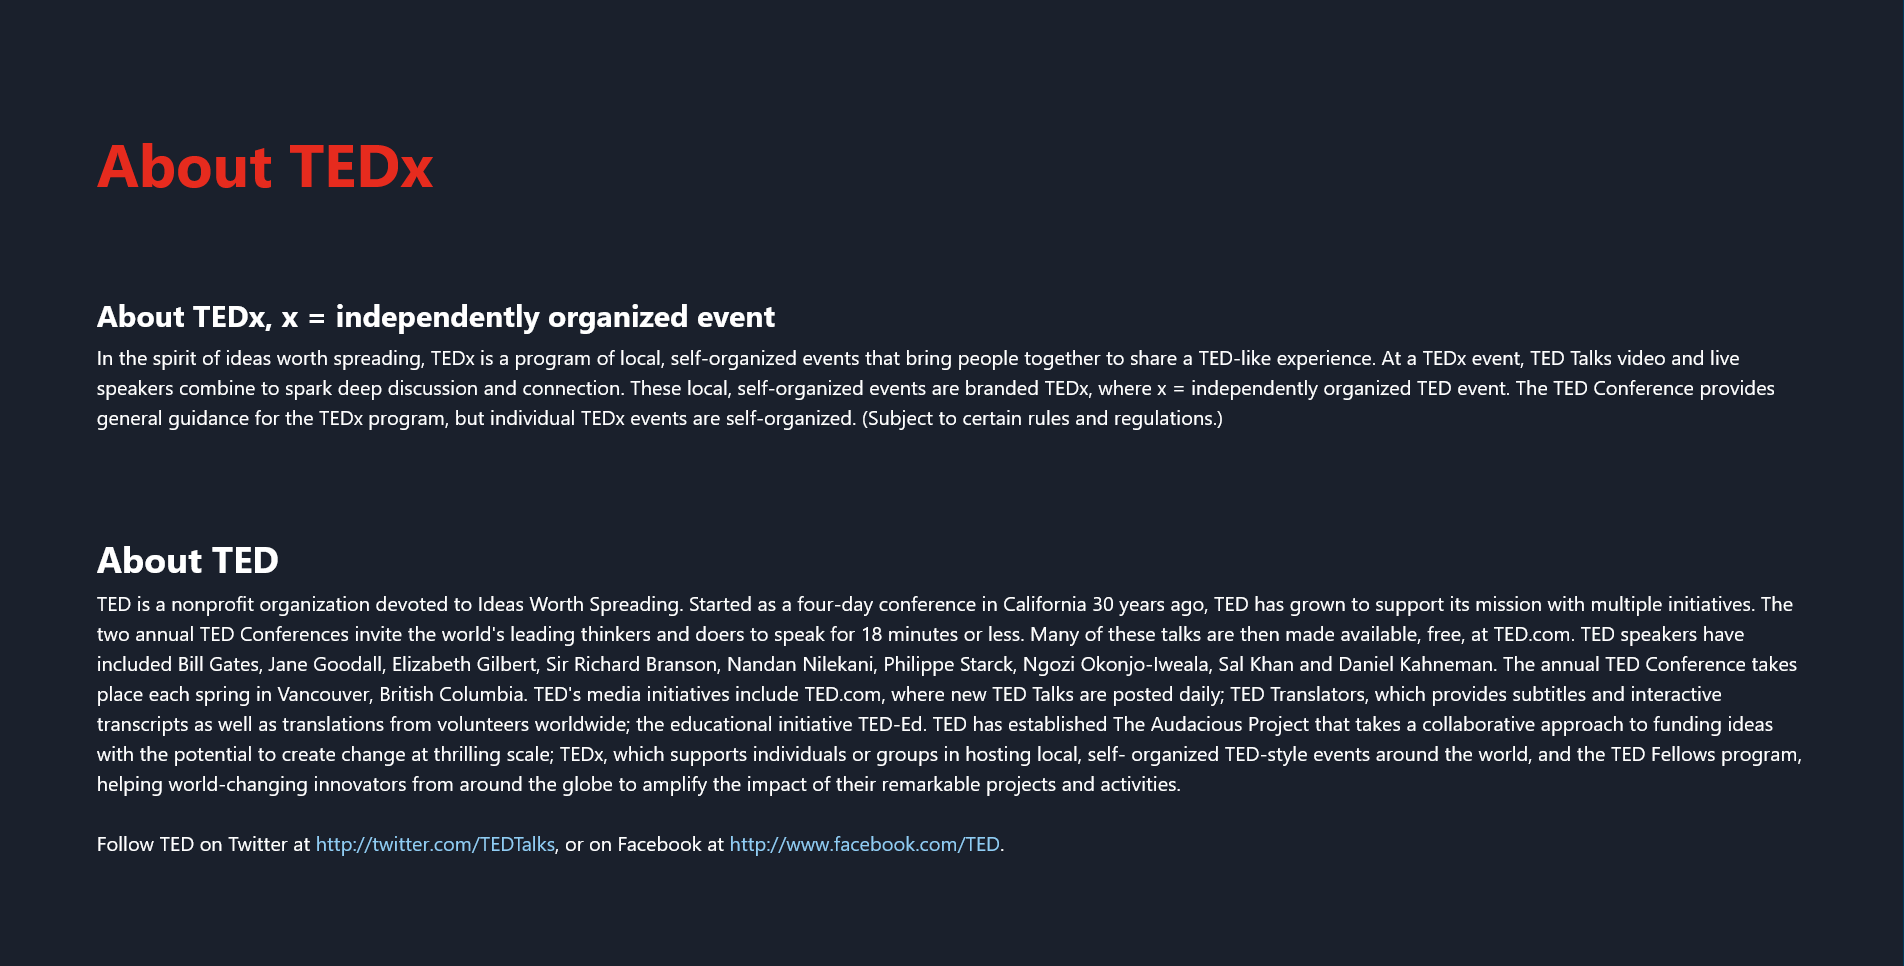 About TEDx
About TEDx, x = independently organized event
In the spirit of ideas worth spreading, TEDx is a program of local, self-organized events that bring people together to share a TED-like experience. At a TEDx event, TED Talks video and live
speakers combine to spark deep discussion and connection. These local, self-organized events are branded TEDx, where x = independently organized TED event. The TED Conference provides
general guidance for the TEDx program, but individual TEDx events are self-organized. (Subject to certain rules and regulations.)
About TED
TED is a nonprofit organization devoted to Ideas Worth Spreading. Started as a four-day conference in California 30 years ago, TED has grown to support its mission with multiple initiatives. The
two annual TED Conferences invite the world's leading thinkers and doers to speak for 18 minutes or less. Many of these talks are then made available, free, at TED.com. TED speakers have
included Bill Gates, Jane Goodall, Elizabeth Gilbert, Sir Richard Branson, Nandan Nilekani, Philippe Starck, Ngozi Okonjo-Iweala, Sal Khan and Daniel Kahneman. The annual TED Conference takes
place each spring in Vancouver, British Columbia. TED's media initiatives include TED.com, where new TED Talks are posted daily; TED Translators, which provides subtitles and interactive
transcripts as well as translations from volunteers worldwide; the educational initiative TED-Ed. TED has established The Audacious Project that takes a collaborative approach to funding ideas
with the potential to create change at thrilling scale; TEDx, which supports individuals or groups in hosting local, self- organized TED-style events around the world, and the TED Fellows program,
helping world-changing innovators from around the globe to amplify the impact of their remarkable projects and activities.
Follow TED on Twitter at http://twitter.com/TEDTalks, or on Facebook at http://www.facebook.com/TED.